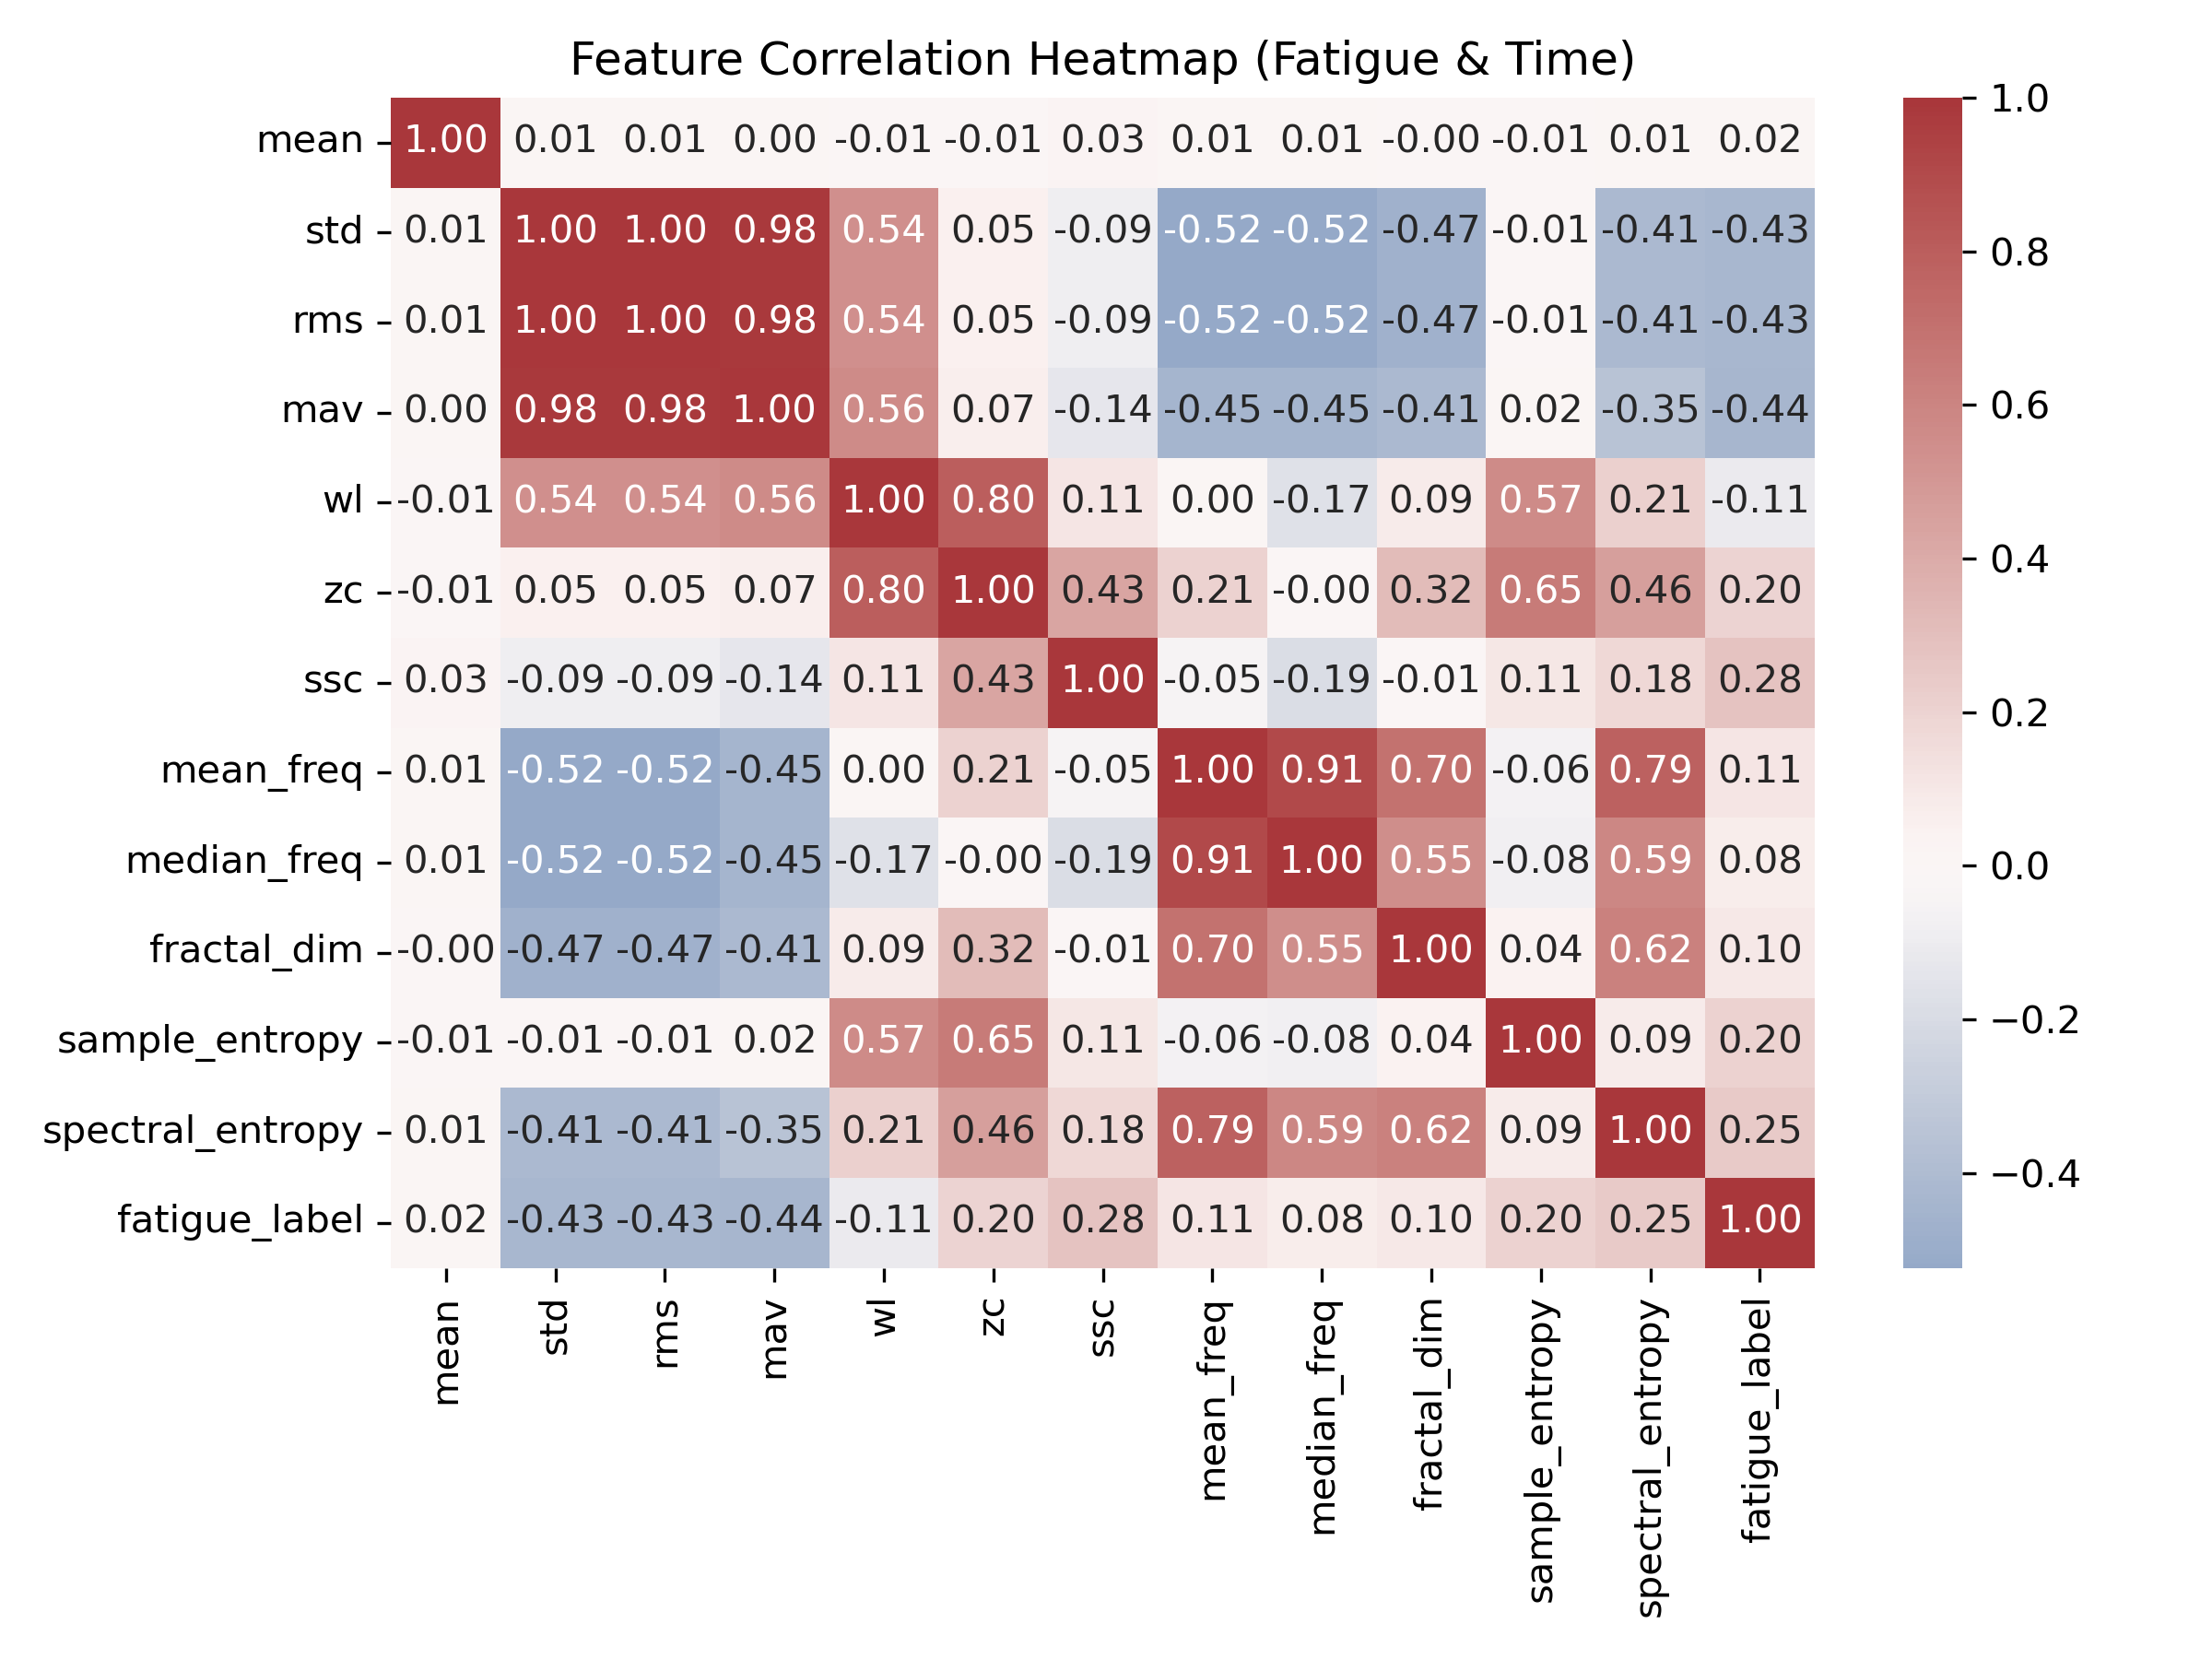 Feature Correlation Heatmap (Fatigue & Time)
mean 1.00 0.01 0.01 0.00 -0.01 -0.01 0.03 0.01 0.01 -0.00 -0.01 0.01 0.02
std 0.01 1.00 1.00 0.98 0.54 0.05 -0.09 -0.52 -0.52 -0.47 -0.01 -0.41 -0.43
rms 0.01 1.00 1.00 0.98 0.54 0.05 -0.09 -0.52 -0.52 -0.47 -0.01 -0.41 -0.43
mav 0.00 0.98 0.98 1.00 0.56 0.07 -0.14 -0.45 -0.45 -0.41 0.02 -0.35 -0.44
wl -0.01 0.54 0.54 0.56 1.00 0.80 0.11 0.00 -0.17 0.09 0.57 0.21 -0.11
zc -0.01 0.05 0.05 0.07 0.80 1.00 0.43 0.21 -0.00 0.32 0.65 0.46 0.20
ssc 0.03 -0.09 -0.09 -0.14 0.11 0.43 1.00 -0.05 -0.19 -0.01 0.11 0.18 0.28
mean_freq 0.01 -0.52 -0.52 -0.45 0.00 0.21 -0.05 1.00 0.91 0.70 -0.06 0.79 0.11
median_freq 0.01 -0.52 -0.52 -0.45 -0.17 -0.00 -0.19 0.91 1.00 0.55 -0.08 0.59 0.08
fractal_dim -0.00 -0.47 -0.47 -0.41 0.09 0.32 -0.01 0.70 0.55 1.00 0.04 0.62 0.10
sample_entropy -0.01 -0.01 -0.01 0.02 0.57 0.65 0.11 -0.06 -0.08 0.04 1.00 0.09 0.20
spectral_entropy 0.01 -0.41 -0.41 -0.35 0.21 0.46 0.18 0.79 0.59 0.62 0.09 1.00 0.25
fatigue_label 0.02 -0.43 -0.43 -0.44 -0.11 0.20 0.28 0.11 0.08 0.10 0.20 0.25 1.00
mean
std
rms
mav
wl
zc
ssc
mean_freq
median_freq
fractal_dim
sample_entropy
spectral_entropy
fatigue_label
1.0
0.8
0.6
0.4
0.2
0.0
−0.2
−0.4